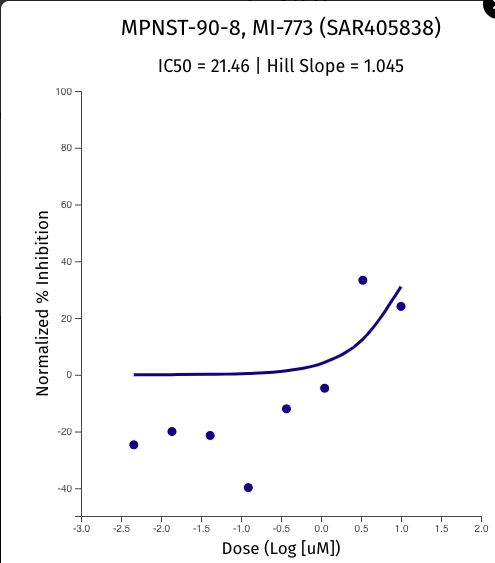 MPNST-90-8, MI-773 (SAR405838)
IC50 = 21.46 | Hill Slope = 1.045
Normalized % Inhibition
100
80
60
40
20
0
-20
-40
-3.0 -2.5 -2.0 -1.5 -1.0 -0.5 0.0 0.5 1.0 1.5 2.0
Dose (Log [uM])